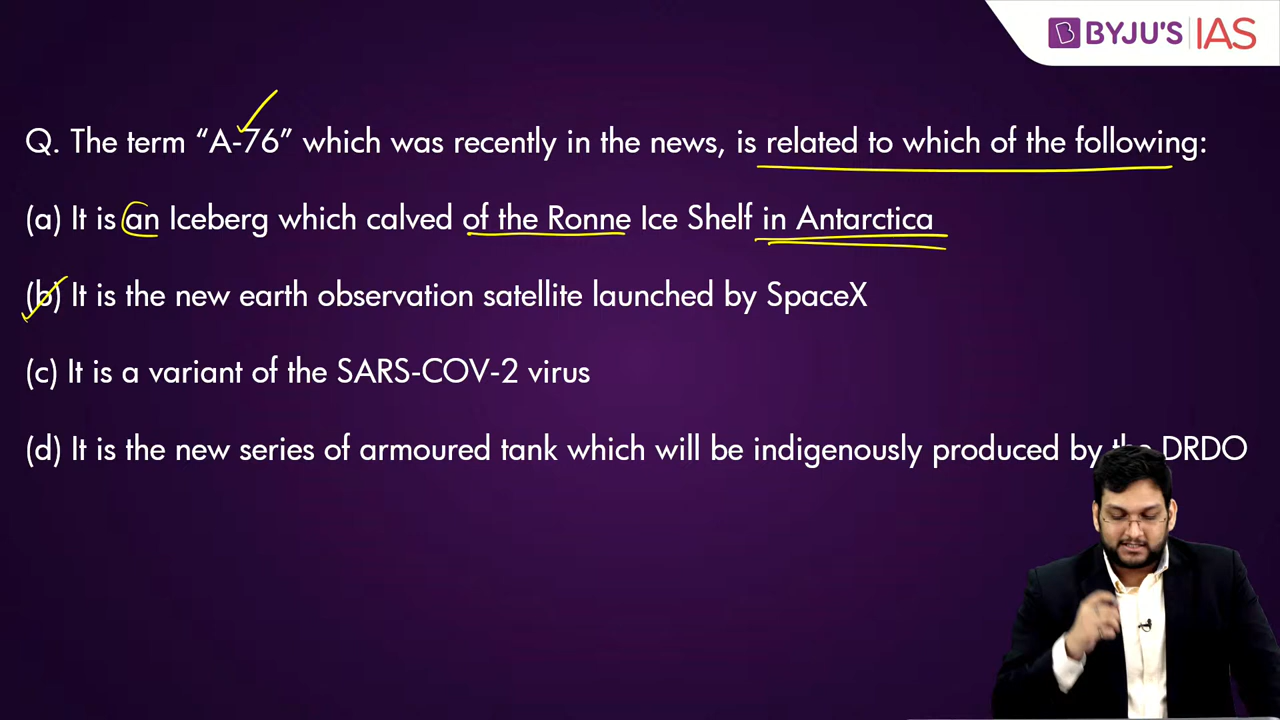 BYJU'S IAS
Q. The term “A-76” which was recently in the news, is related to which of the following:
(a) It is an Iceberg which calved of the Ronne Ice Shelf in Antarctica
(b) It is the new earth observation satellite launched by SpaceX
(c) It is a variant of the SARS-COV-2 virus
(d) It is the new series of armoured tank which will be indigenously produced by the DRDO